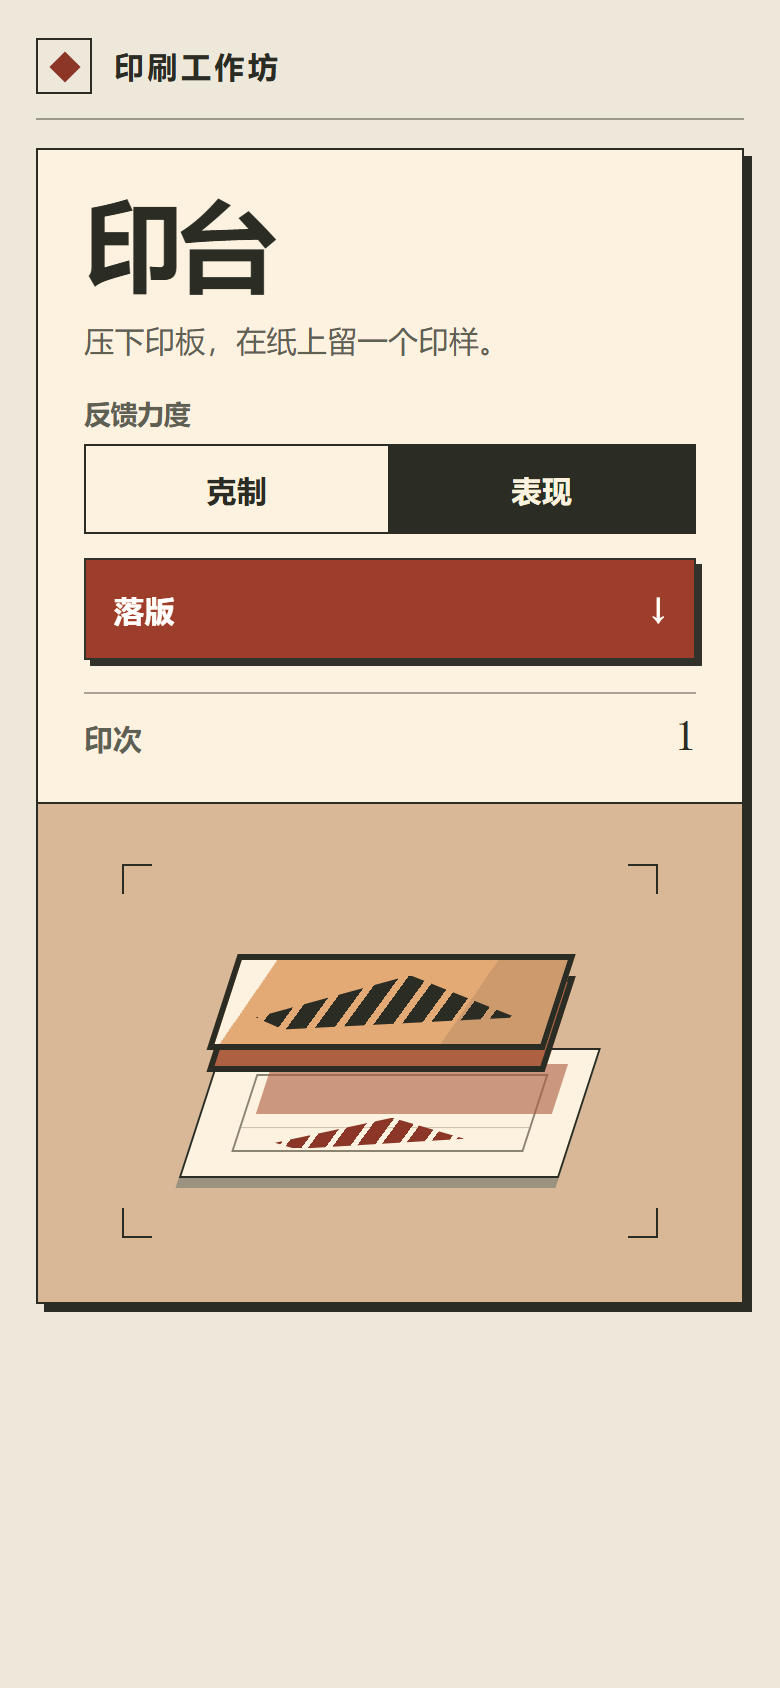 印刷工作坊
印台
压下印板，在纸上留一个印样。
反馈力度
克制
表现
落版 ↓
印次 1